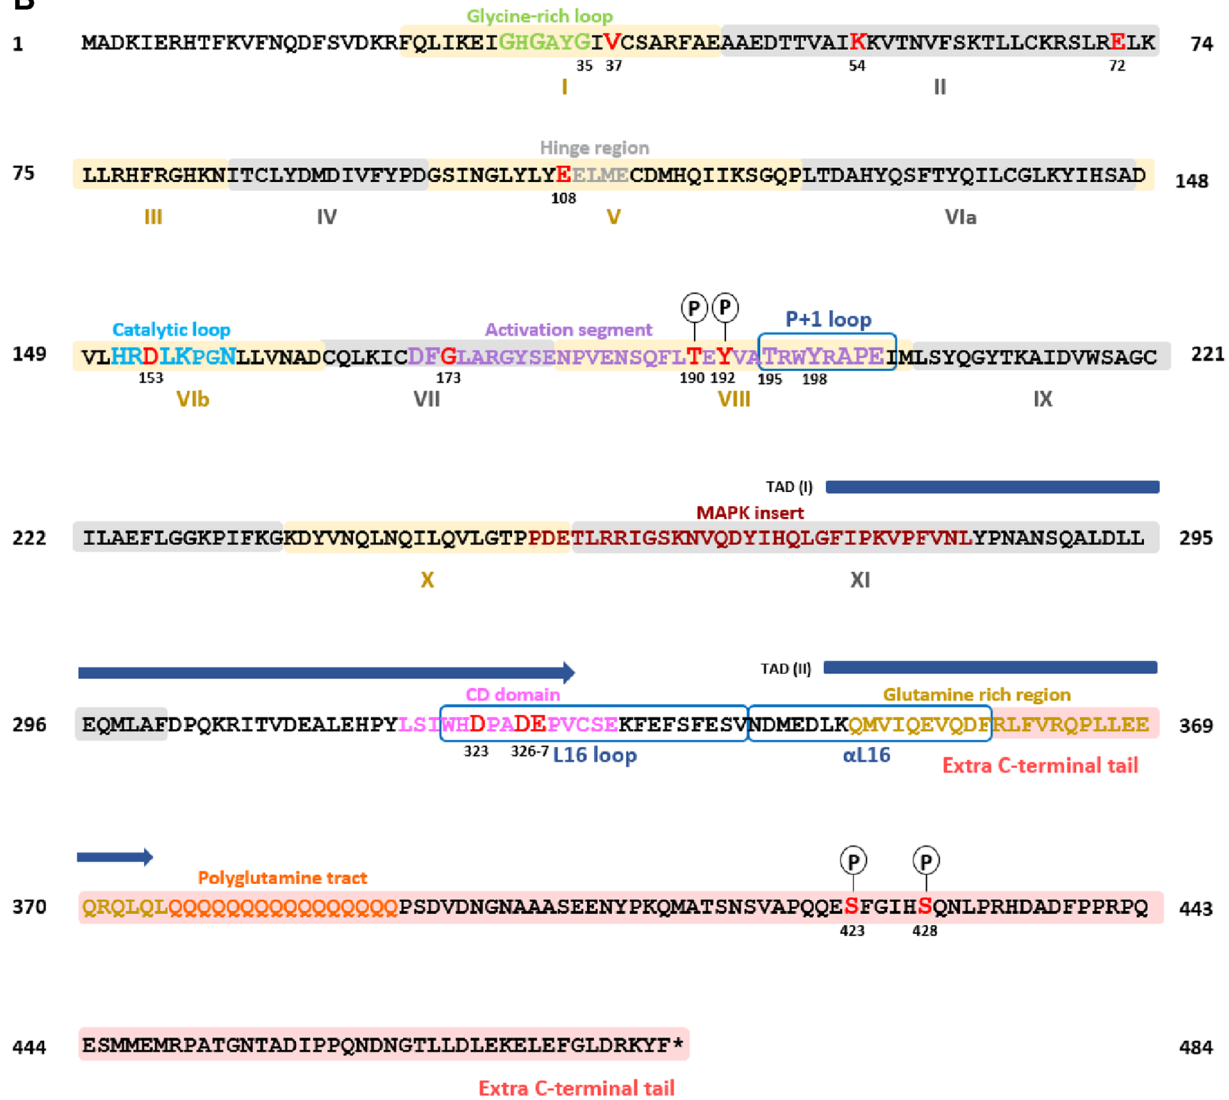 B
Glycine-rich loop
1 MADKIERHTFKVFNQDFSVDKRFQLIKEIGHGAYGIVCSARFAEAAEDTTVAIKKVTNVFSKTLLCKRSLRELK 74
35 37 54 72
I II
Hinge region
75 LLRHFRGHKNITCLYDMDIVFYPDGSINGLYLYEELMECDMHQIIKSGQPLTDAHYQSFTYQILCGLKYIHSAD 148
108
III IV V VIa
P P
Catalytic loop Activation segment P+1 loop
149 VLHRDLKPGNLLVNADCQLKICDFGLARGYSENPVENSQFLTEYVATRWYRAPEIMLSYQGYTKAIDVWSAGC 221
153 173 190 192 195 198
VIb VII VIII IX
TAD (I)
MAPK insert
222 ILAEFLGGKPIFKGKDYVNQLNQILQVLGTPPDETLRRIGSKNVQDYIHQLGFIPKVPFVNLYPNANSQALDLL 295
X XI
TAD (II)
CD domain Glutamine rich region
296 EQMLAFDPQKRITVDEALEHPYLSIWHDPADEPVCSEKFEFSFESVNDMEDLKQMVIQEVQDFRLFVRQPLLEE 369
323 326-7 L16 loop αL16
Extra C-terminal tail
P P
Polyglutamine tract
370 QRQLQLQQQQQQQQQQQQQQQQPSDVDNGNAAASEENYPKQMATSNSVAPQQESFGIHSQNLPRHDADFPPRPQ 443
423 428
444 ESMMEMRPATGNTADIPPQNDNGTLLDLEKELEFGLDRKYF* 484
Extra C-terminal tail